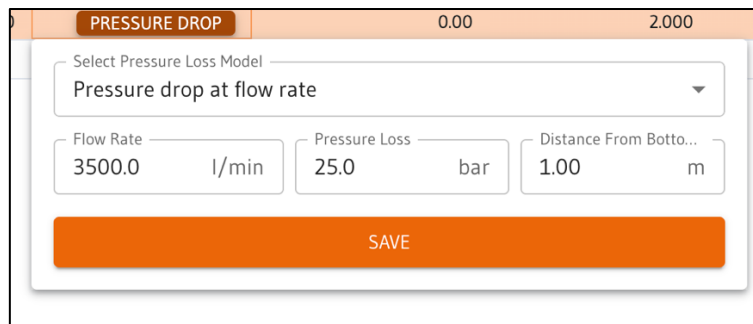 PRESSURE DROP 0.00 2.000
Select Pressure Loss Model
Pressure drop at flow rate
Flow Rate Pressure Loss Distance From Botto...
3500.0 l/min 25.0 bar 1.00 m
SAVE